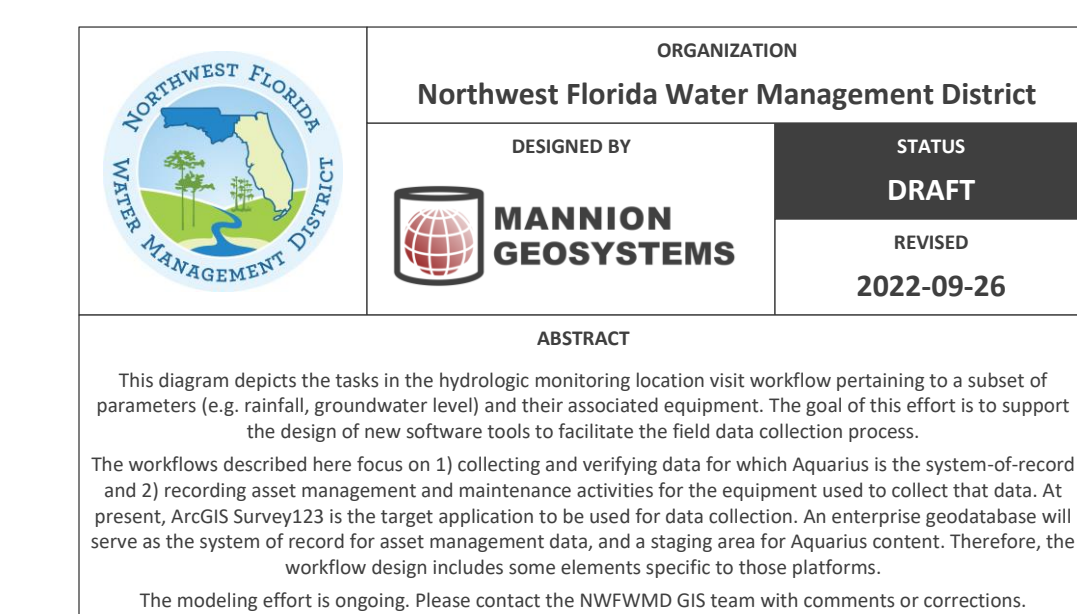 NORTHWEST FLORIDA
WATER MANAGEMENT DISTRICT
ORGANIZATION
Northwest Florida Water Management District
DESIGNED BY
MANNION
GEOSYSTEMS
STATUS
DRAFT
REVISED
2022-09-26
ABSTRACT
This diagram depicts the tasks in the hydrologic monitoring location visit workflow pertaining to a subset of
parameters (e.g. rainfall, groundwater level) and their associated equipment. The goal of this effort is to support
the design of new software tools to facilitate the field data collection process.
The workflows described here focus on 1) collecting and verifying data for which Aquarius is the system-of-record
and 2) recording asset management and maintenance activities for the equipment used to collect that data. At
present, ArcGIS Survey123 is the target application to be used for data collection. An enterprise geodatabase will
serve as the system of record for asset management data, and a staging area for Aquarius content. Therefore, the
workflow design includes some elements specific to those platforms.
The modeling effort is ongoing. Please contact the NWFWMD GIS team with comments or corrections.